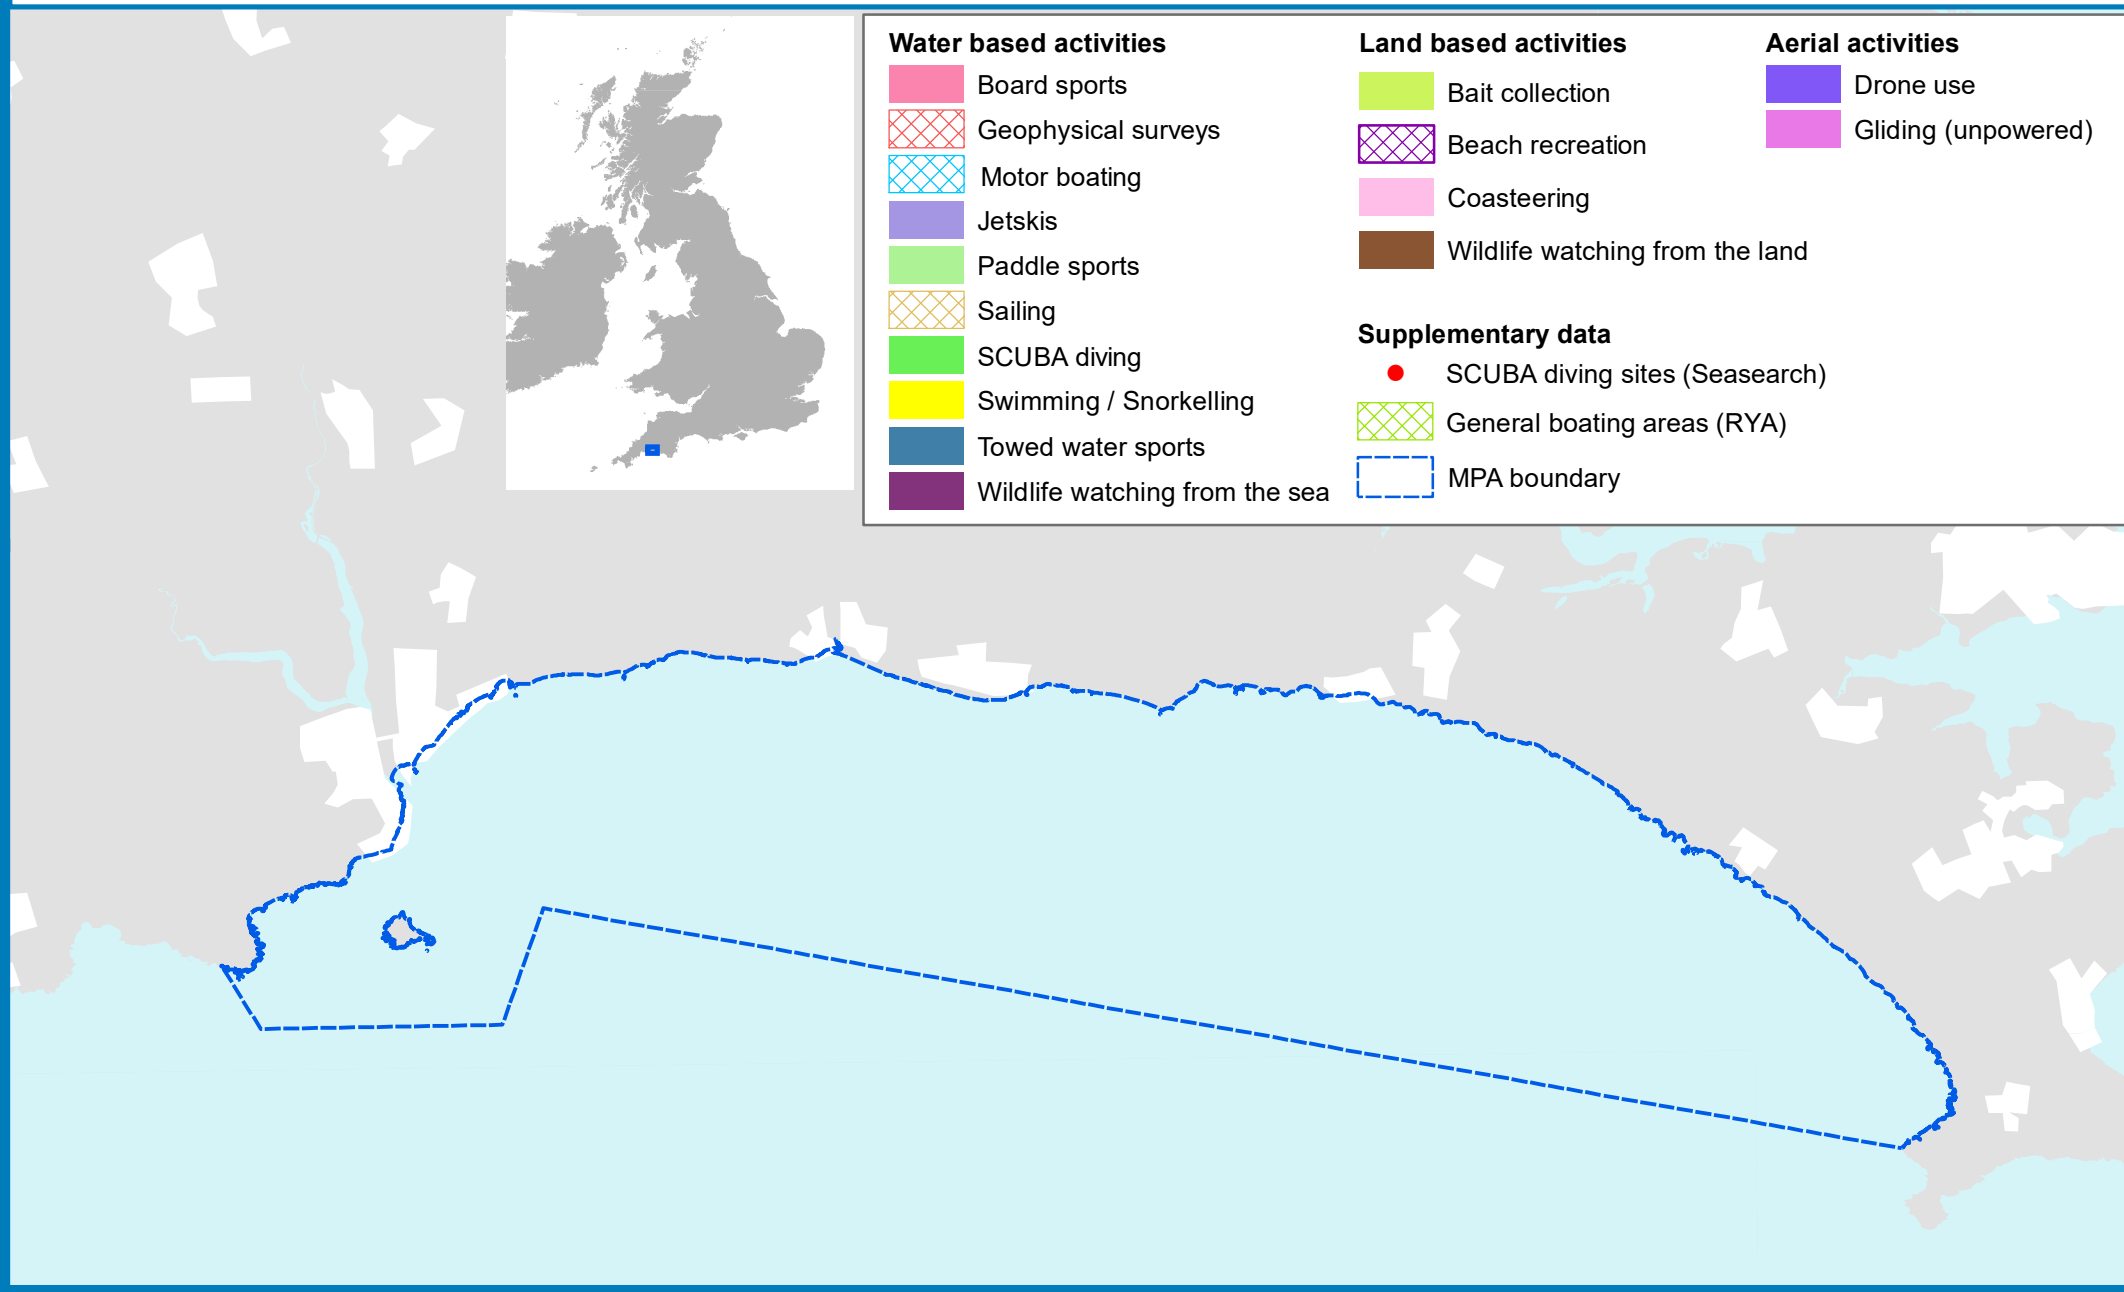 Water based activities
Board sports
Geophysical surveys
Motor boating
Jetskis
Paddle sports
Sailing
SCUBA diving
Swimming / Snorkelling
Towed water sports
Wildlife watching from the sea
Land based activities
Bait collection
Beach recreation
Coasteering
Wildlife watching from the land
Supplementary data
SCUBA diving sites (Seasearch)
General boating areas (RYA)
MPA boundary
Aerial activities
Drone use
Gliding (unpowered)